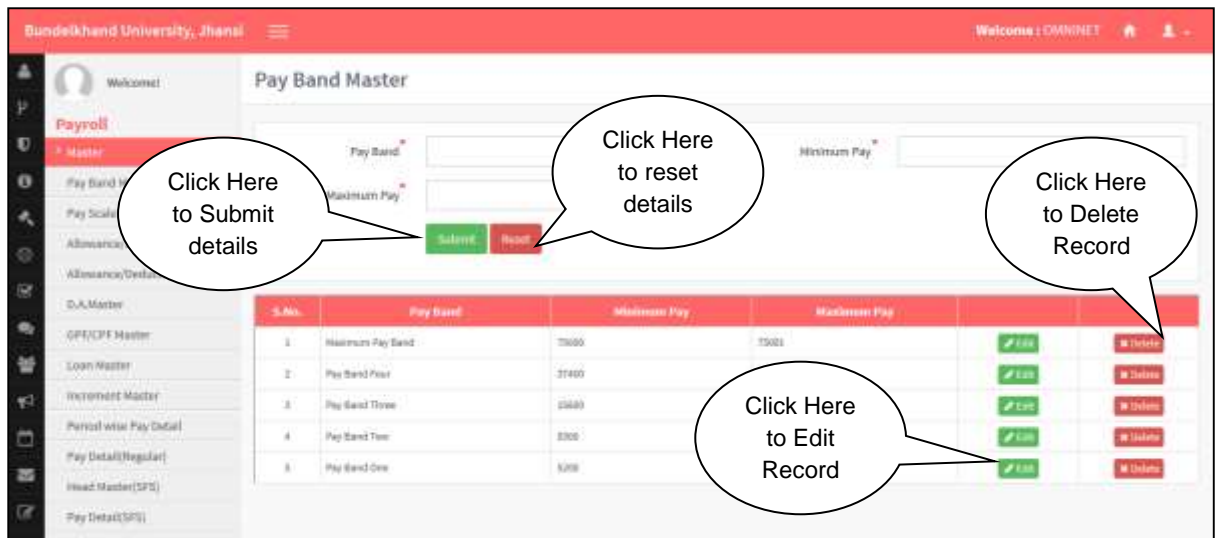 Bundelkhand University, Jhansi
Welcome : OMNINET
Welcome!
Pay Band Master
Payroll
Master
Pay Band
Pay Scale
Allowance/
Allowance/Deduct
D.A.Master
GPF/CPF Master
Loan Master
Increment Master
Period wise Pay Detail
Pay Detail(Regular)
Head Master(SFS)
Pay Detail(SFS)
Pay Band*
Minimum Pay*
Maximum Pay*
Submit Reset
Click Here
to Submit
details
Click Here
to reset
details
Click Here
to Delete
Record
Click Here
to Edit
Record
S.No. Pay Band Minimum Pay Maximum Pay
1 Maximum Pay Band Edit Delete
2 Pay Band Four 37400 Edit Delete
3 Pay Band Three 15600 Edit Delete
4 Pay Band Two 9300 Edit Delete
5 Pay Band One 5200 Edit Delete